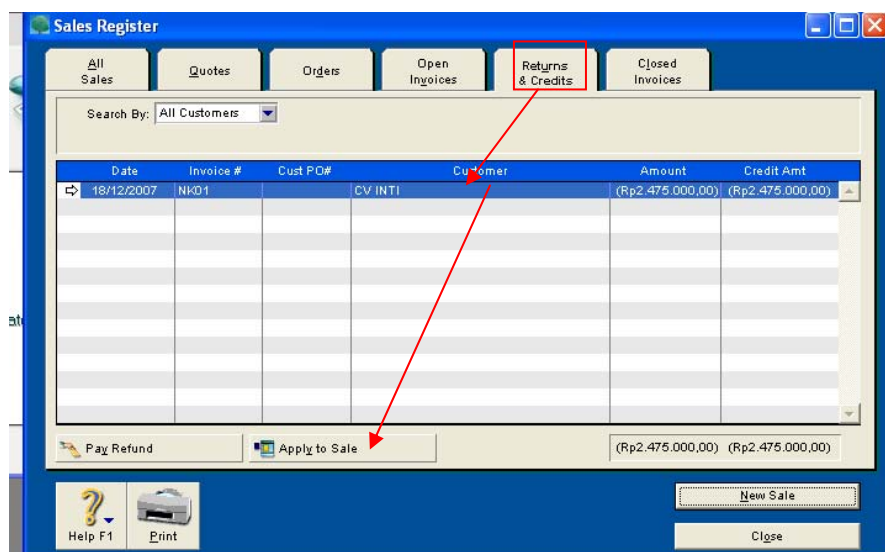 Sales Register
All Sales
Quotes
Orders
Open Invoices
Returns & Credits
Closed Invoices
Search By: All Customers
Date Invoice # Cust PO# Customer Amount Credit Amt
18/12/2007 NK01 CV INTI (Rp2.475.000,00) (Rp2.475.000,00)
Pay Refund
Apply to Sale
(Rp2.475.000,00) (Rp2.475.000,00)
Help F1
Print
New Sale
Close